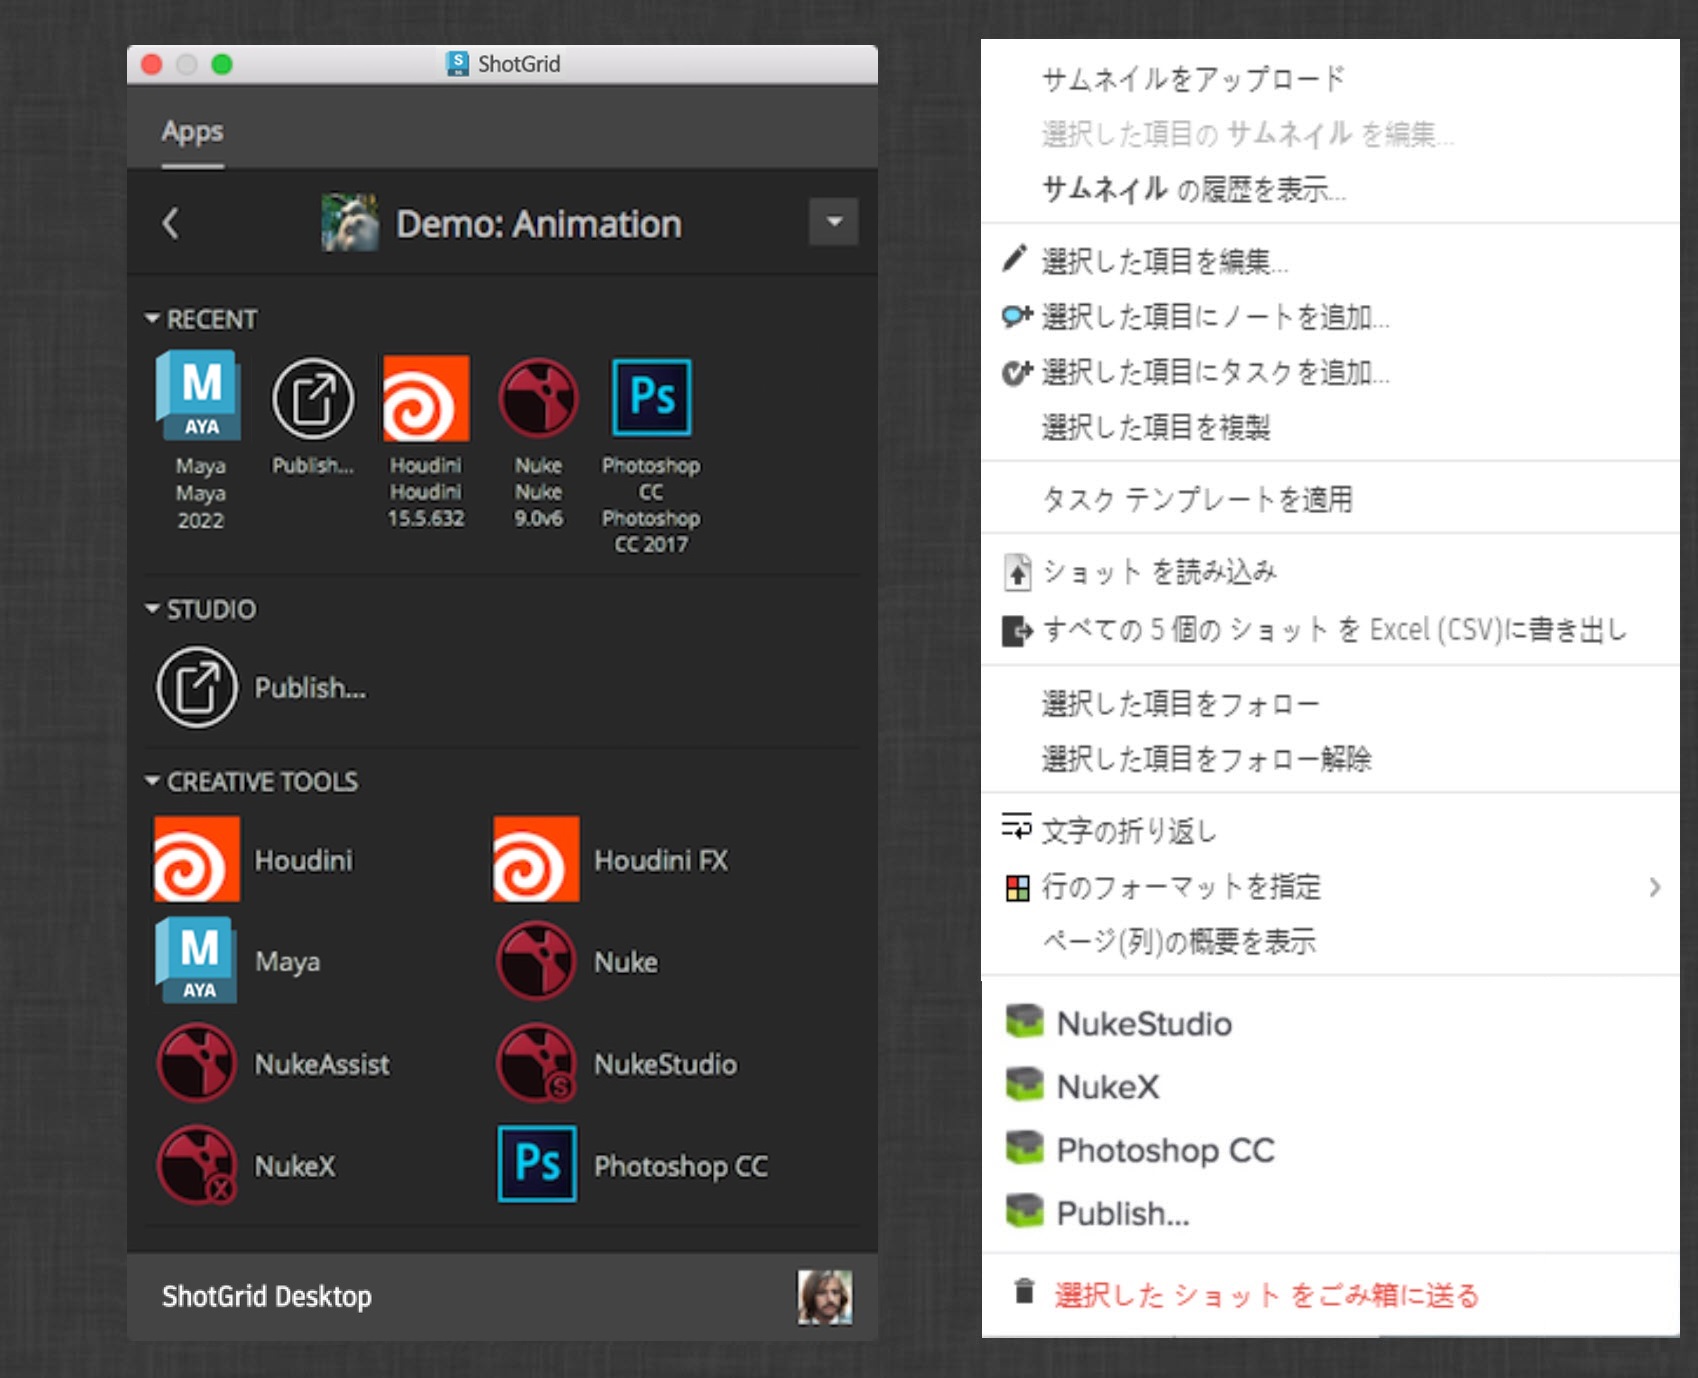 ShotGrid
Apps
Demo: Animation
RECENT
M
AYA
Maya
Maya
2022
Publish...
Houdini
Houdini
15.5.632
Nuke
Nuke
9.0v6
Ps
Photoshop
CC
Photoshop
CC 2017
STUDIO
Publish...
CREATIVE TOOLS
Houdini
Houdini FX
M
AYA
Maya
Nuke
NukeAssist
S
NukeStudio
X
NukeX
Ps
Photoshop CC
ShotGrid Desktop
サムネイルをアップロード
選択した項目の サムネイル を編集...
サムネイル の履歴を表示...
選択した項目を編集...
選択した項目にノートを追加...
選択した項目にタスクを追加...
選択した項目を複製
タスク テンプレートを適用
ショット を読み込み
すべての 5 個の ショット を Excel (CSV)に書き出し
選択した項目をフォロー
選択した項目をフォロー解除
文字の折り返し
行のフォーマットを指定
ページ(列)の概要を表示
NukeStudio
NukeX
Photoshop CC
Publish...
選択した ショット をごみ箱に送る